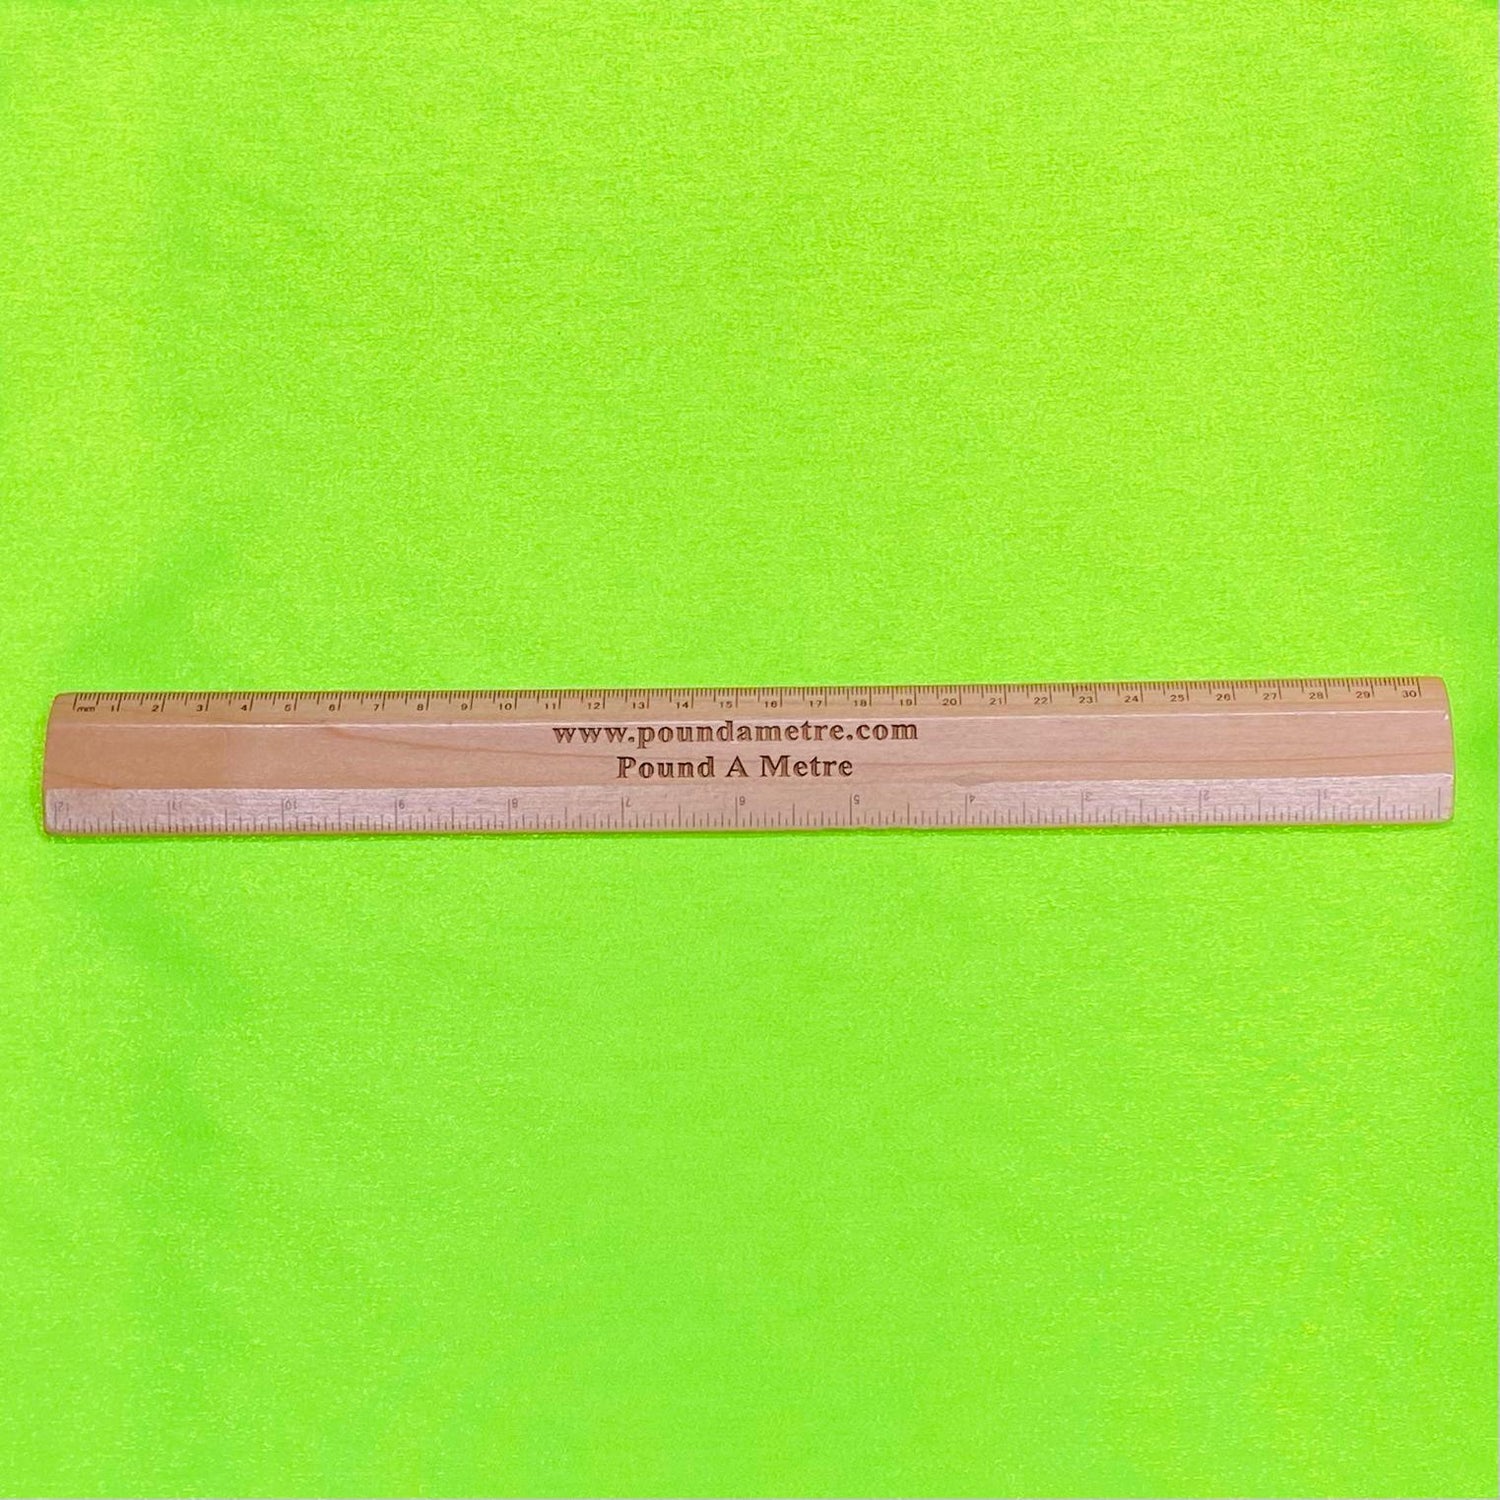 mm 1 2 3 4 5 6 7 8 9 10 11 12 13 14 15 16 17 18 19 20 21 22 23 24 25 26 27 28 29 30
www.poundametre.com
Pound A Metre
12 11 10 9 8 7 6 5 4 3 2 1